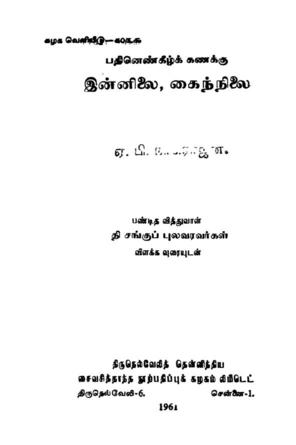 கழக வெளியீடு—
பதினெண்கீழ்க் கணக்கு
இன்னிலை, கைந்நிலை
ஏ. பி.
பண்டித வித்துவான்
தி சங்குப் புலவரவர்கள்
விளக்க வுரையுடன்
திருநெல்வேலித் தென்னிந்திய
சைவசித்தாந்த நூற்பதிப்புக் கழகம் லிமிடெட்
திருநெல்வேலி-6. சென்னை-1.
1961